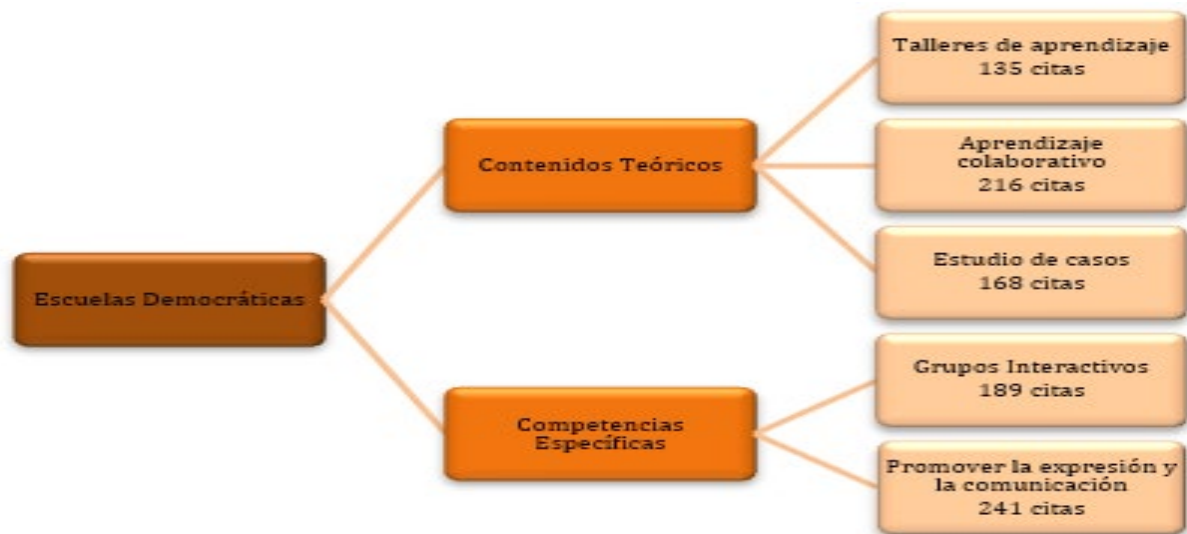 Escuelas Democráticas
Contenidos Teóricos
Talleres de aprendizaje
135 citas
Aprendizaje
colaborativo
216 citas
Estudio de casos
168 citas
Competencias
Específicas
Grupos Interactivos
189 citas
Promover la expresión y
la comunicación
241 citas